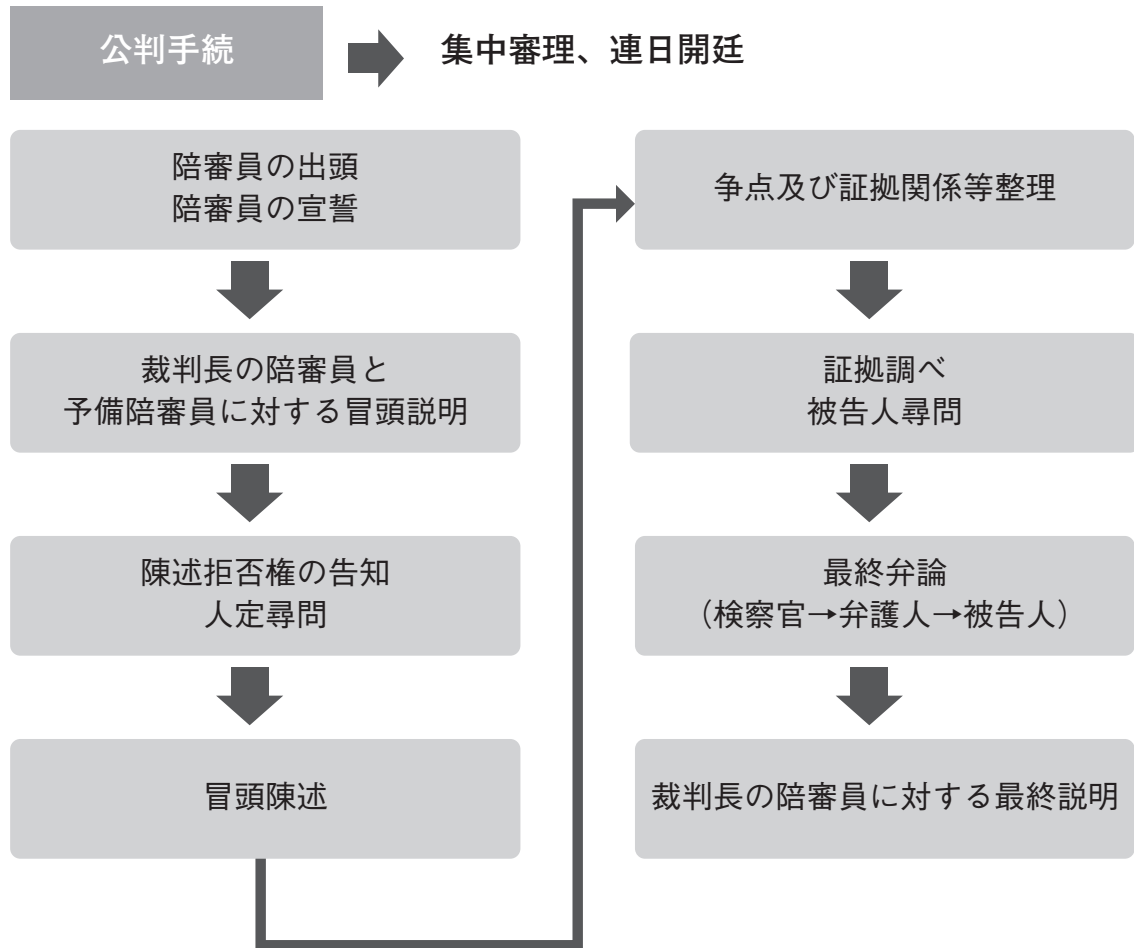 公判手続
集中審理、連日開廷
陪審員の出頭
陪審員の宣誓
裁判長の陪審員と
予備陪審員に対する冒頭説明
陳述拒否権の告知
人定尋問
冒頭陳述
争点及び証拠関係等整理
証拠調べ
被告人尋問
最終弁論
（検察官→弁護人→被告人）
裁判長の陪審員に対する最終説明